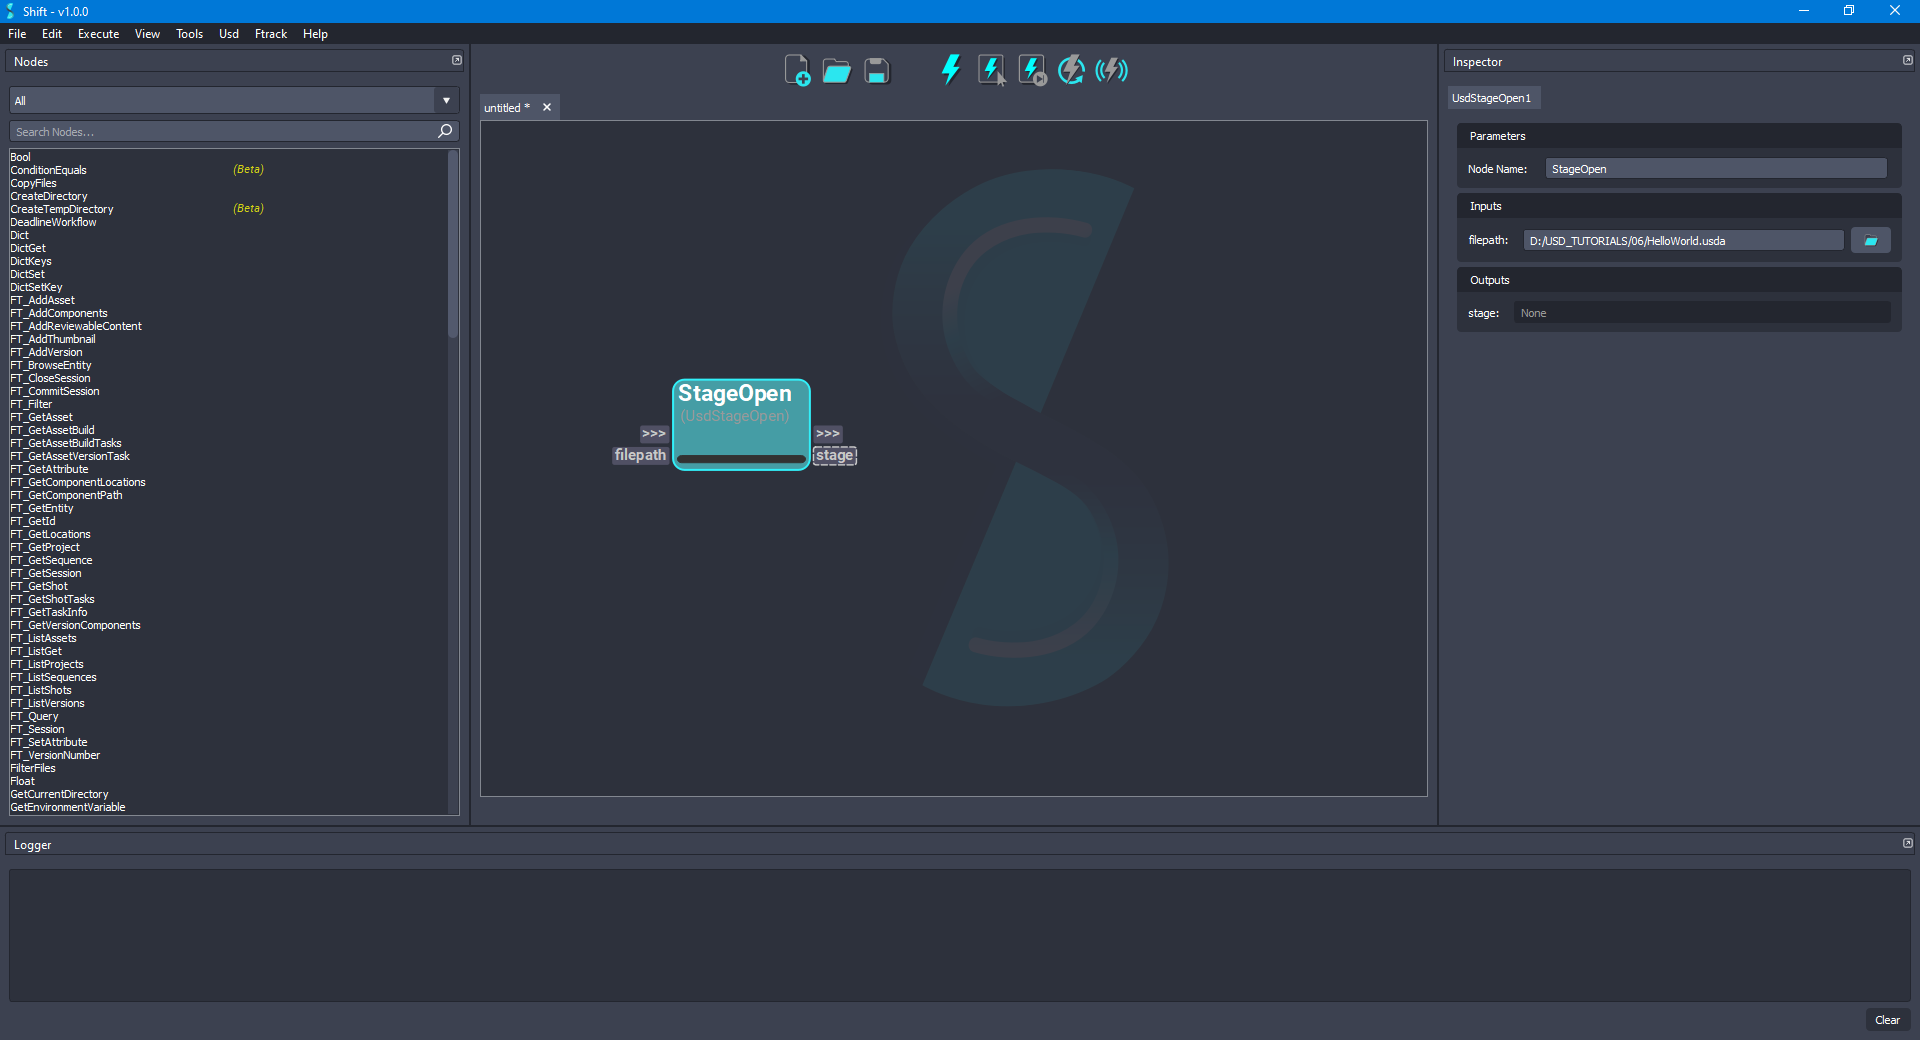 Shift - v1.0.0
File Edit Execute View Tools Usd Ftrack Help
Nodes
All
Search Nodes...
Bool
ConditionEquals (Beta)
CopyFiles
CreateDirectory
CreateTempDirectory (Beta)
DeadlineWorkflow
Dict
DictGet
DictKeys
DictSet
DictSetKey
FT_AddAsset
FT_AddComponents
FT_AddReviewableContent
FT_AddThumbnail
FT_AddVersion
FT_BrowseEntity
FT_CloseSession
FT_CommitSession
FT_Filter
FT_GetAsset
FT_GetAssetBuild
FT_GetAssetBuildTasks
FT_GetAssetVersionTask
FT_GetAttribute
FT_GetComponentLocations
FT_GetComponentPath
FT_GetEntity
FT_GetId
FT_GetLocations
FT_GetProject
FT_GetSequence
FT_GetSession
FT_GetShot
FT_GetShotTasks
FT_GetTaskInfo
FT_GetVersionComponents
FT_ListAssets
FT_ListGet
FT_ListProjects
FT_ListSequences
FT_ListShots
FT_ListVersions
FT_Query
FT_Session
FT_SetAttribute
FT_VersionNumber
FilterFiles
Float
GetCurrentDirectory
GetEnvironmentVariable
untitled *
StageOpen
(UsdStageOpen)
>>> >>>
filepath stage
Inspector
UsdStageOpen1
Parameters
Node Name: StageOpen
Inputs
filepath: D:/USD_TUTORIALS/06/HelloWorld.usda
Outputs
stage: None
Logger
Clear